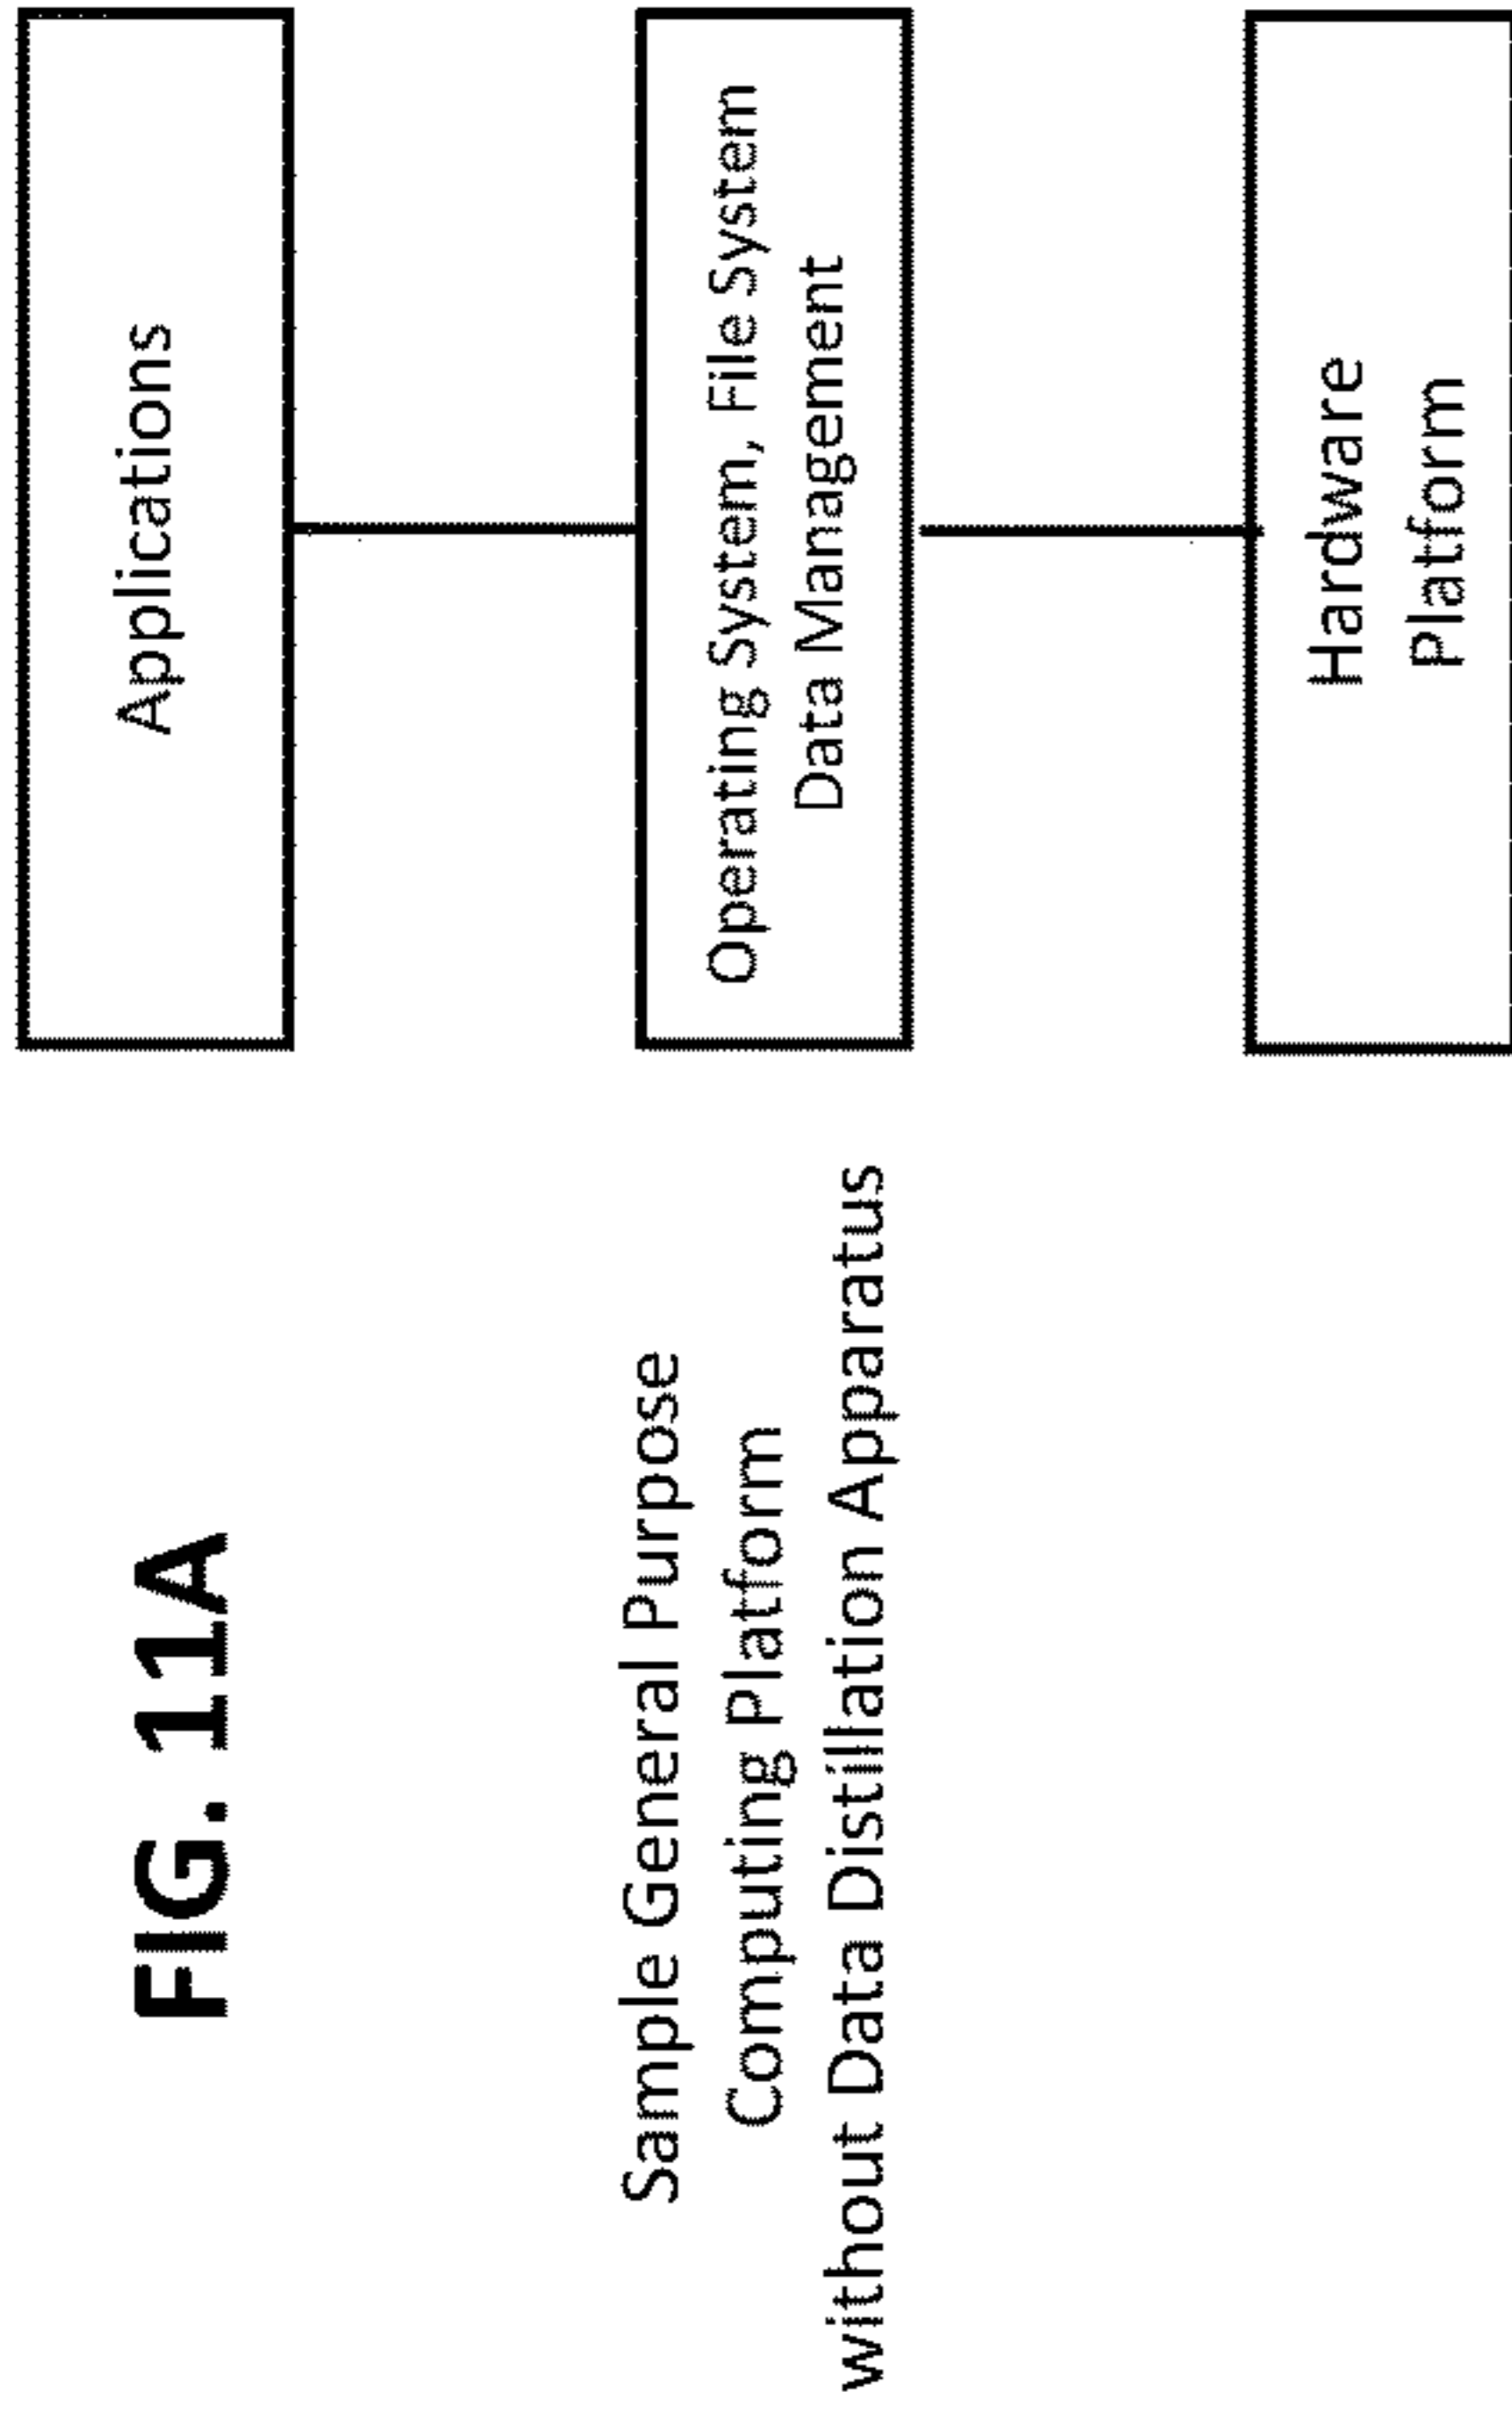 FIG. 11A
Sample General Purpose
Computing Platform
without Data Distillation Apparatus
Applications
Operating System, File System
Data Management
Hardware
Platform